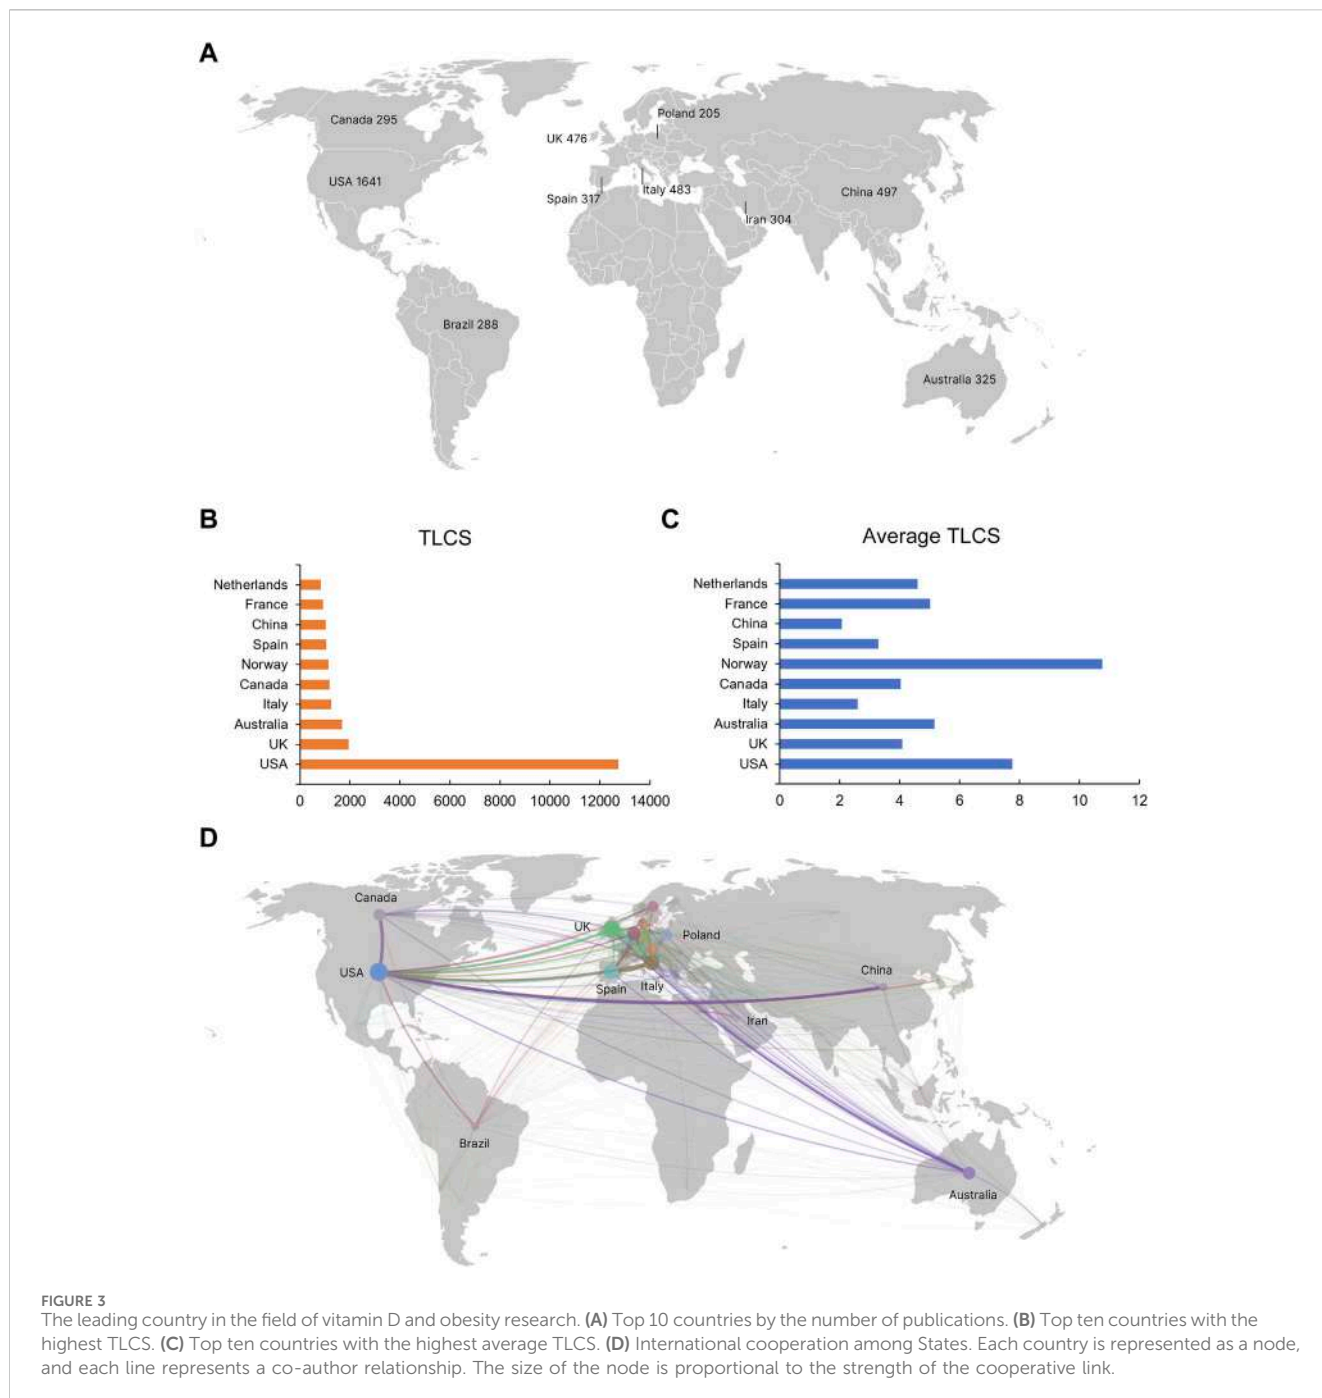 A
Canada 295
Poland 205
UK 476
USA 1641
Italy 483
China 497
Spain 317
Iran 304
Brazil 288
Australia 325
B
TLCS
Netherlands
France
China
Spain
Norway
Canada
Italy
Australia
UK
USA
0 2000 4000 6000 8000 10000 12000 14000
C
Average TLCS
Netherlands
France
China
Spain
Norway
Canada
Italy
Australia
UK
USA
0 2 4 6 8 10 12
D
Canada
UK
Poland
USA
China
Spain
Italy
Iran
Brazil
Australia
FIGURE 3
The leading country in the field of vitamin D and obesity research. (A) Top 10 countries by the number of publications. (B) Top ten countries with the
highest TLCS. (C) Top ten countries with the highest average TLCS. (D) International cooperation among States. Each country is represented as a node,
and each line represents a co-author relationship. The size of the node is proportional to the strength of the cooperative link.